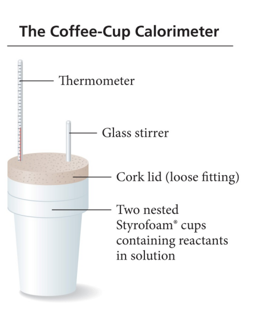 The Coffee-Cup Calorimeter
Thermometer
Glass stirrer
Cork lid (loose fitting)
Two nested
Styrofoam® cups
containing reactants
in solution